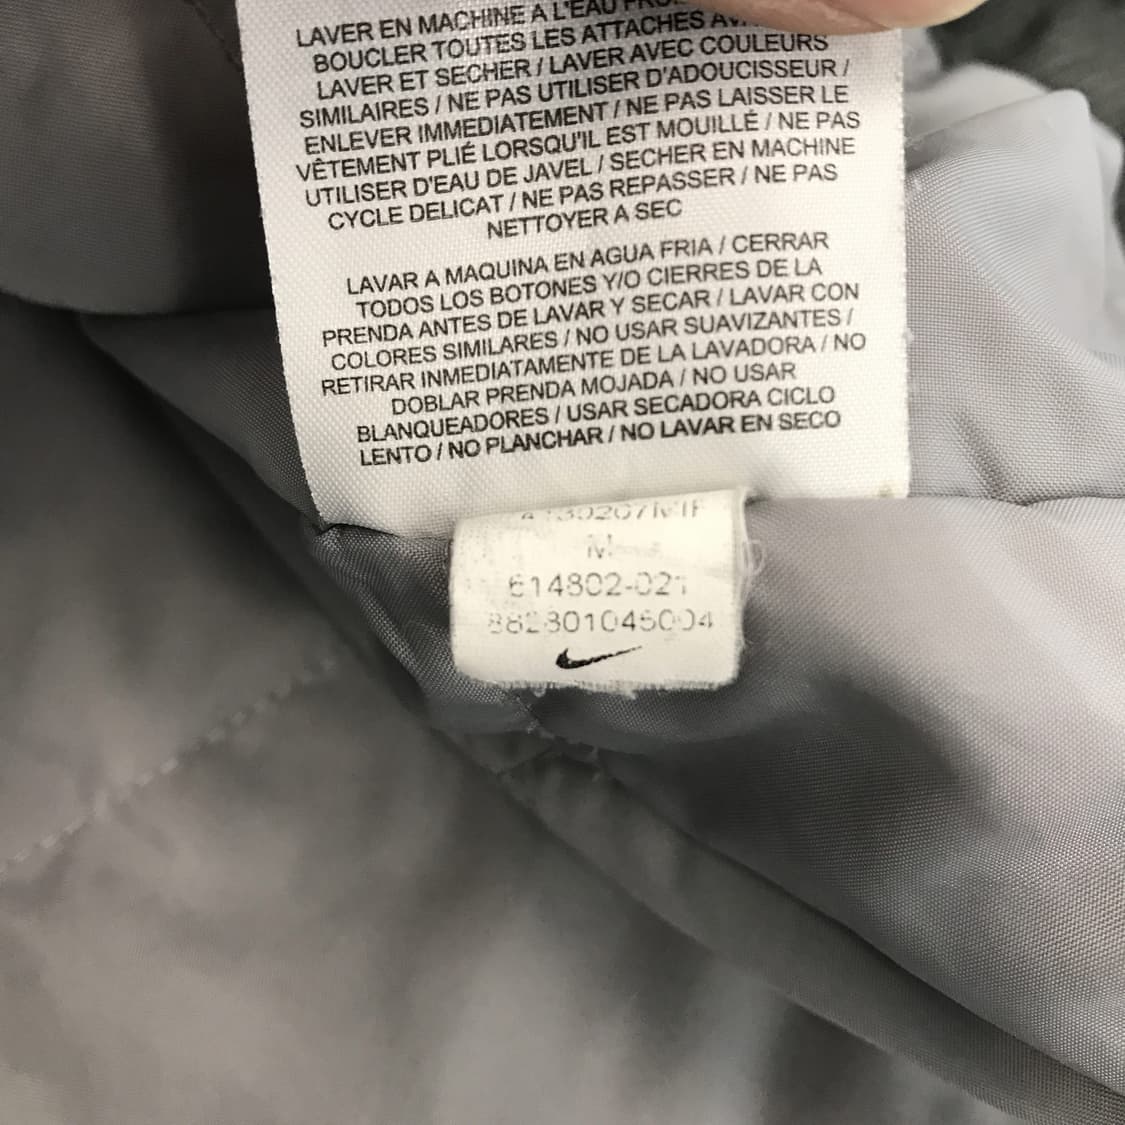 LAVER EN MACHINE A L'EAU
BOUCLER TOUTES LES ATTACHES
LAVER ET SECHER / LAVER AVEC COULEURS
SIMILAIRES / NE PAS UTILISER D'ADOUCISSEUR /
ENLEVER IMMEDIATEMENT / NE PAS LAISSER LE
VÊTEMENT PLIÉ LORSQU'IL EST MOUILLÉ / NE PAS
UTILISER D'EAU DE JAVEL / SECHER EN MACHINE
CYCLE DELICAT / NE PAS REPASSER / NE PAS
NETTOYER A SEC
LAVAR A MAQUINA EN AGUA FRIA / CERRAR
TODOS LOS BOTONES Y/O CIERRES DE LA
PRENDA ANTES DE LAVAR Y SECAR / LAVAR CON
COLORES SIMILARES / NO USAR SUAVIZANTES /
RETIRAR INMEDIATAMENTE DE LA LAVADORA / NO
DOBLAR PRENDA MOJADA / NO USAR
BLANQUEADORES / USAR SECADORA CICLO
LENTO / NO PLANCHAR / NO LAVAR EN SECO
M
614802-021